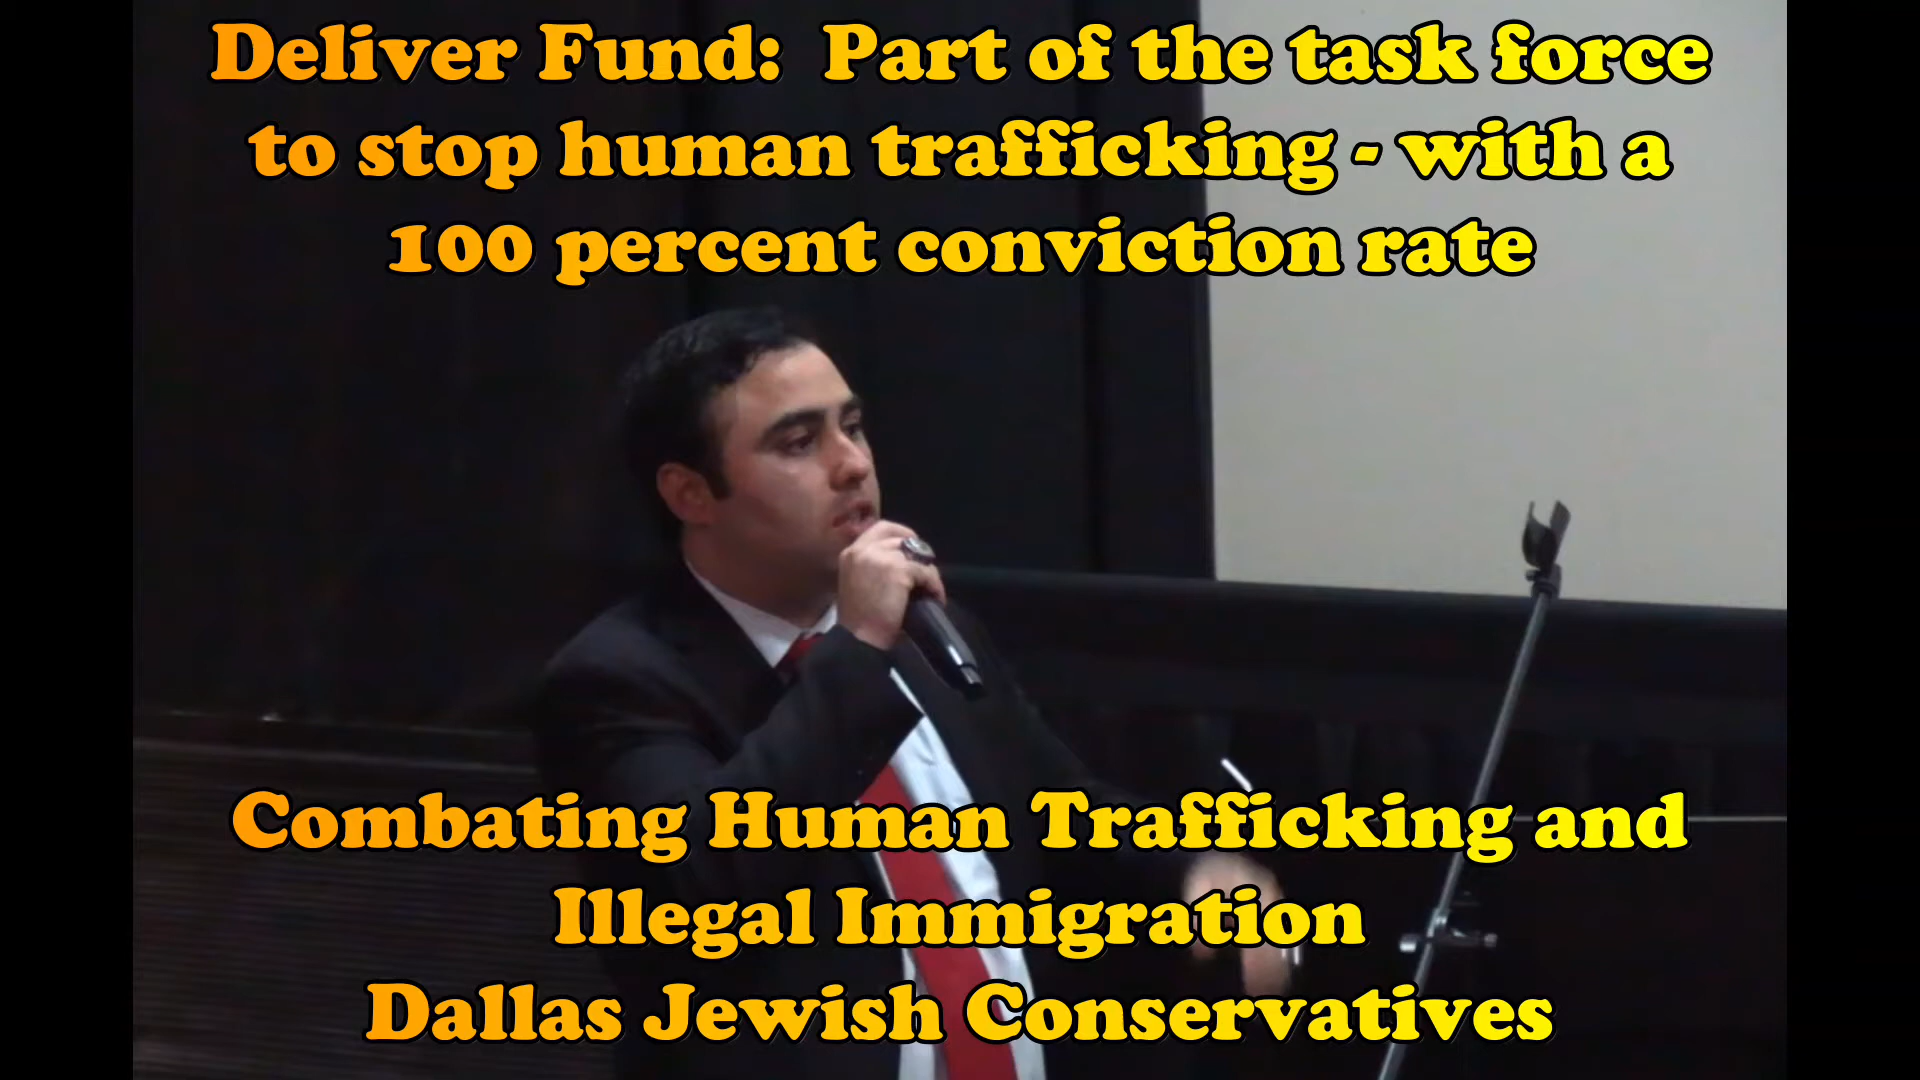 Deliver Fund: Part of the task force
to stop human trafficking - with a
100 percent conviction rate
Combating Human Trafficking and
Illegal Immigration
Dallas Jewish Conservatives